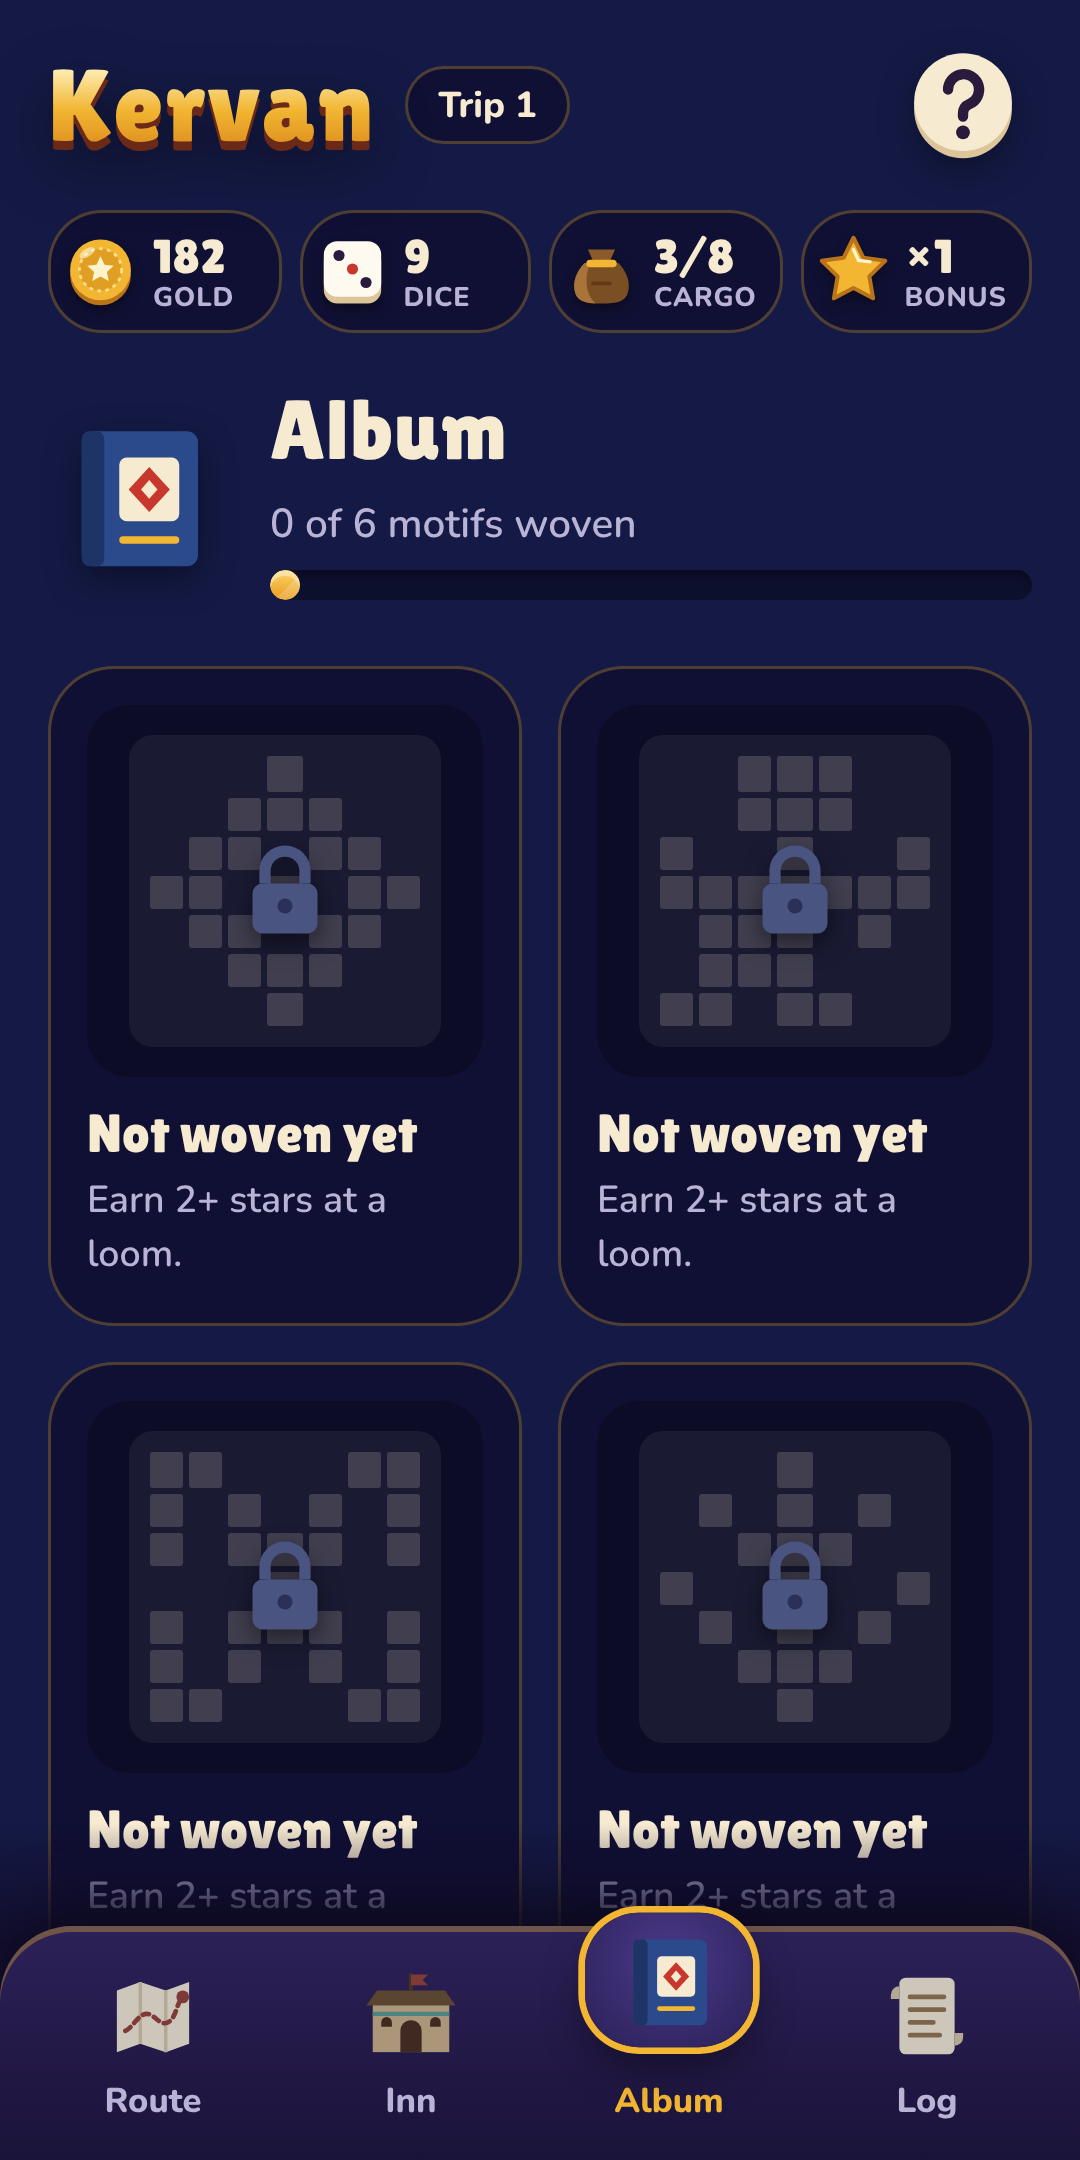 Kervan
Trip 1
?
182
GOLD
9
DICE
3/8
CARGO
×1
BONUS
Album
0 of 6 motifs woven
Not woven yet
Earn 2+ stars at a
loom.
Not woven yet
Earn 2+ stars at a
loom.
Not woven yet
Earn 2+ stars at a
Not woven yet
Earn 2+ stars at a
Route
Inn
Album
Log